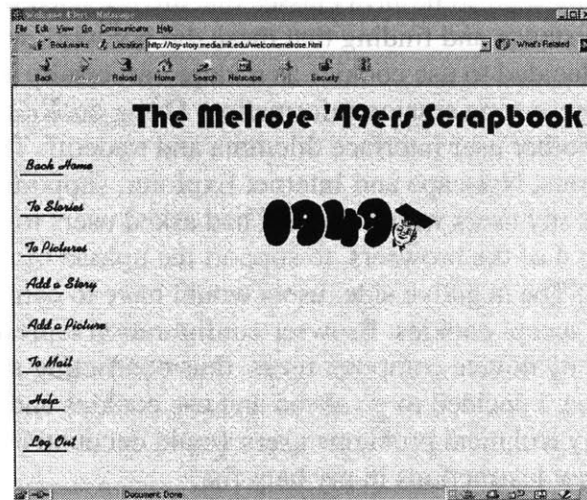 Welcome 49ers - Netscape
File Edit View Go Communicator Help
Bookmarks Location: http://toy-story.media.mit.edu/welcomemelrose.html What's Related
Back Reload Home Search Netscape Security
The Melrose '49ers Scrapbook
Back Home
To Stories
1949
To Pictures
Add a Story
Add a Picture
To Mail
Help
Log Out
Document: Done